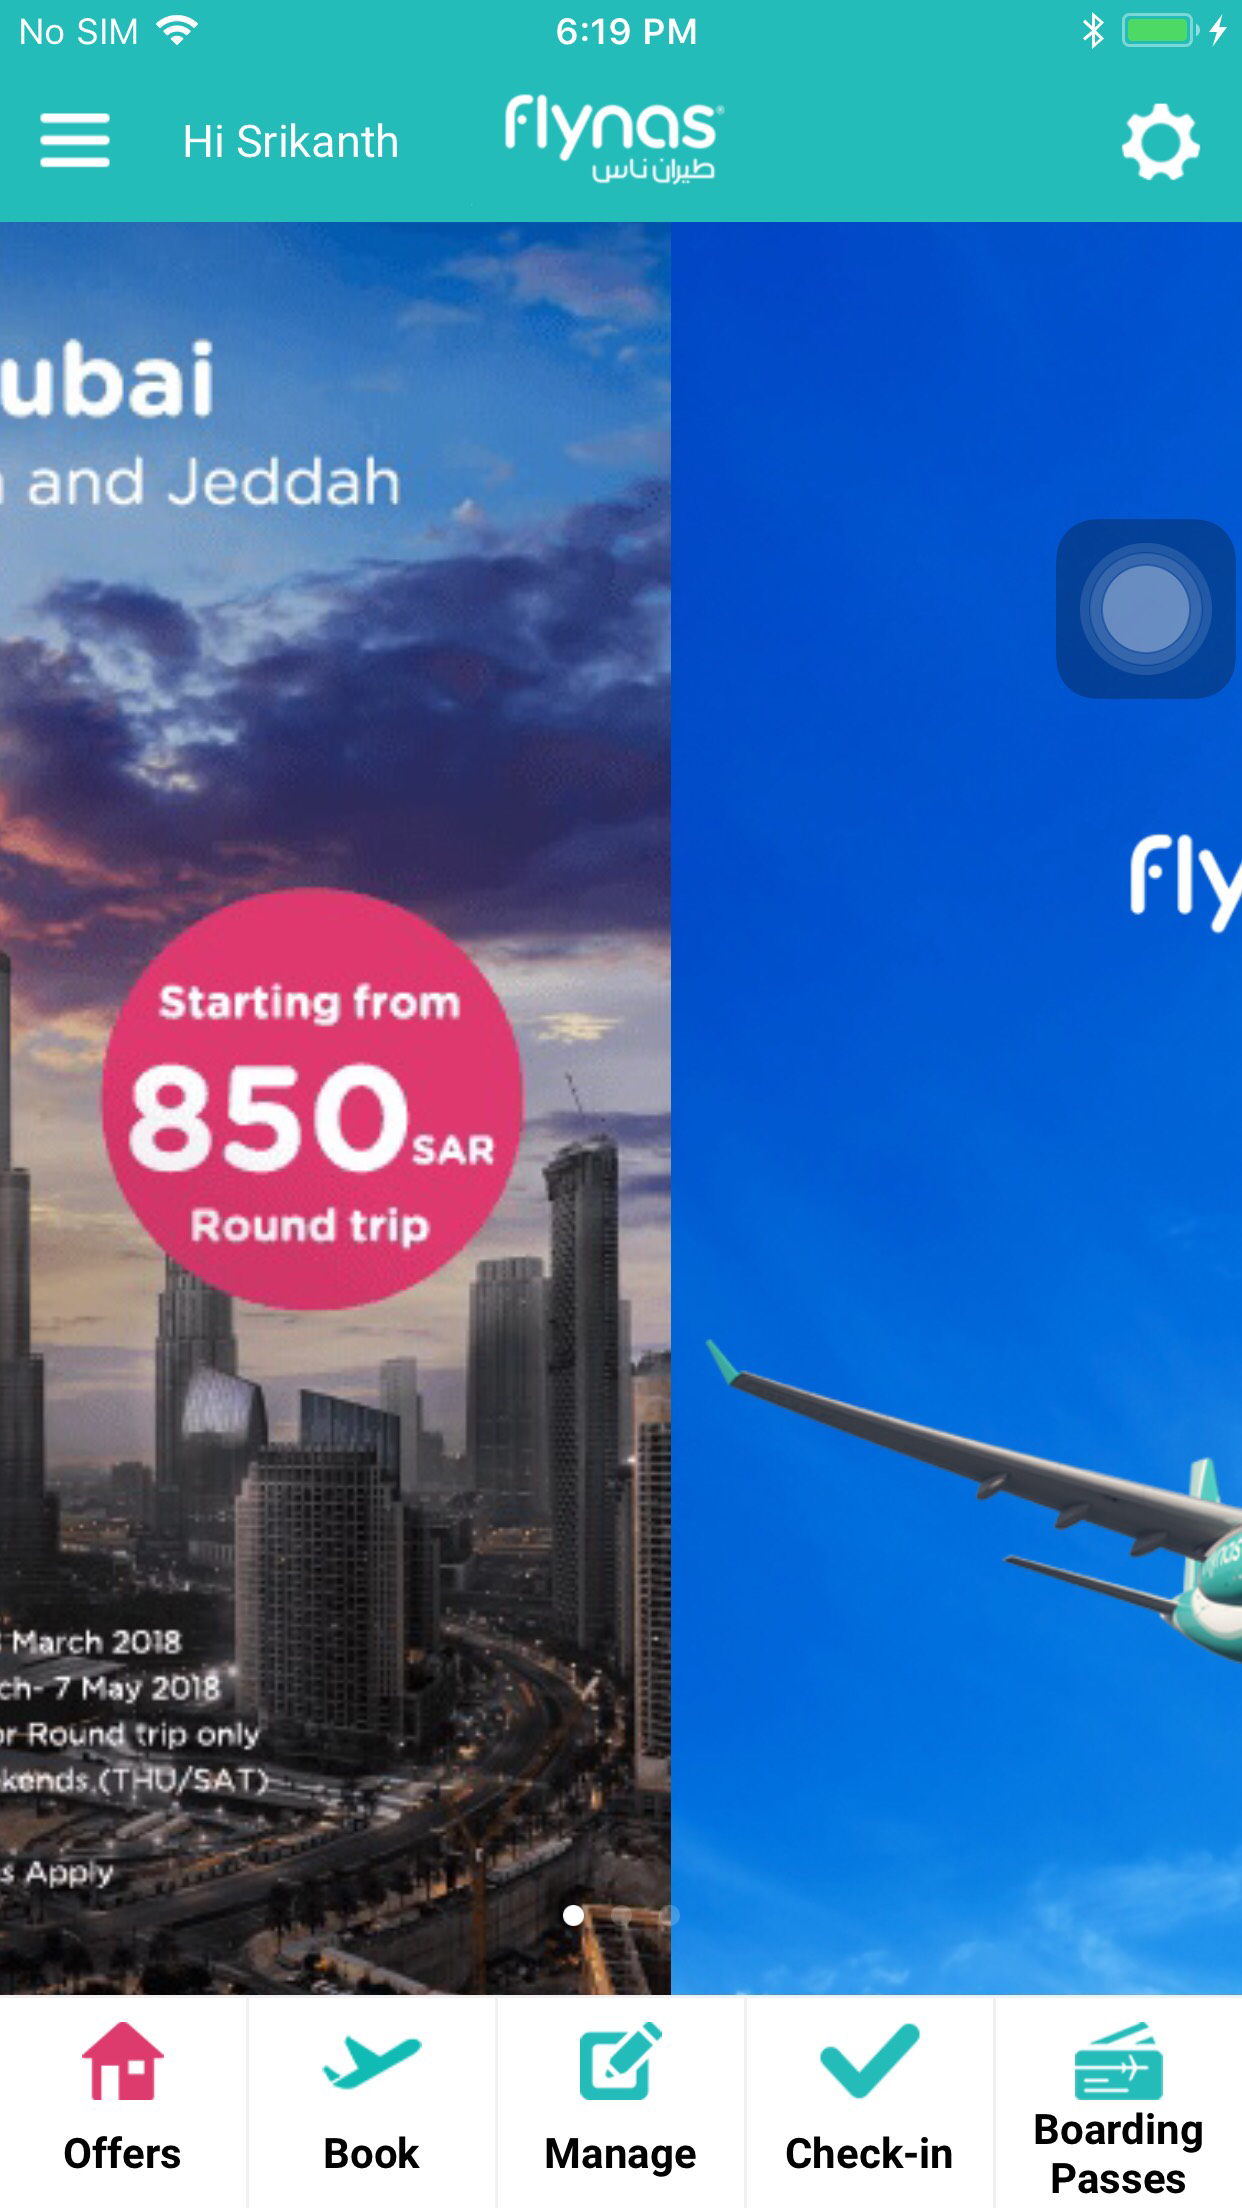 No SIM 6:19 PM
Hi Srikanth
flynas
طيران ناس
ubai
and Jeddah
Starting from
850 SAR
Round trip
fly
flynas
March 2018
ch- 7 May 2018
or Round trip only
kends.(THU/SAT)
s Apply
Offers
Book
Manage
Check-in
Boarding
Passes